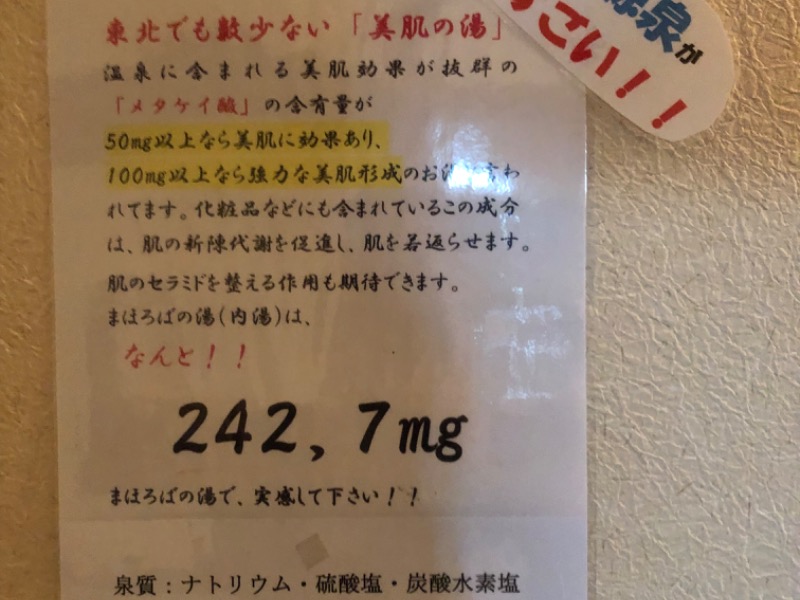 東北でも数少ない「美肌の湯」
温泉に含まれる美肌効果が抜群の
「メタケイ酸」の含有量が
50mg以上なら美肌に効果あり、
100mg以上なら強力な美肌形成のお湯と言わ
れてます。化粧品などにも含まれているこの成分
は、肌の新陳代謝を促進し、肌を若返らせます。
肌のセラミドを整える作用も期待できます。
まほろばの湯(内湯)は、
なんと!!
242,7mg
まほろばの湯で、実感して下さい!!
泉質:ナトリウム・硫酸塩・炭酸水素塩
泉が
ごい!!